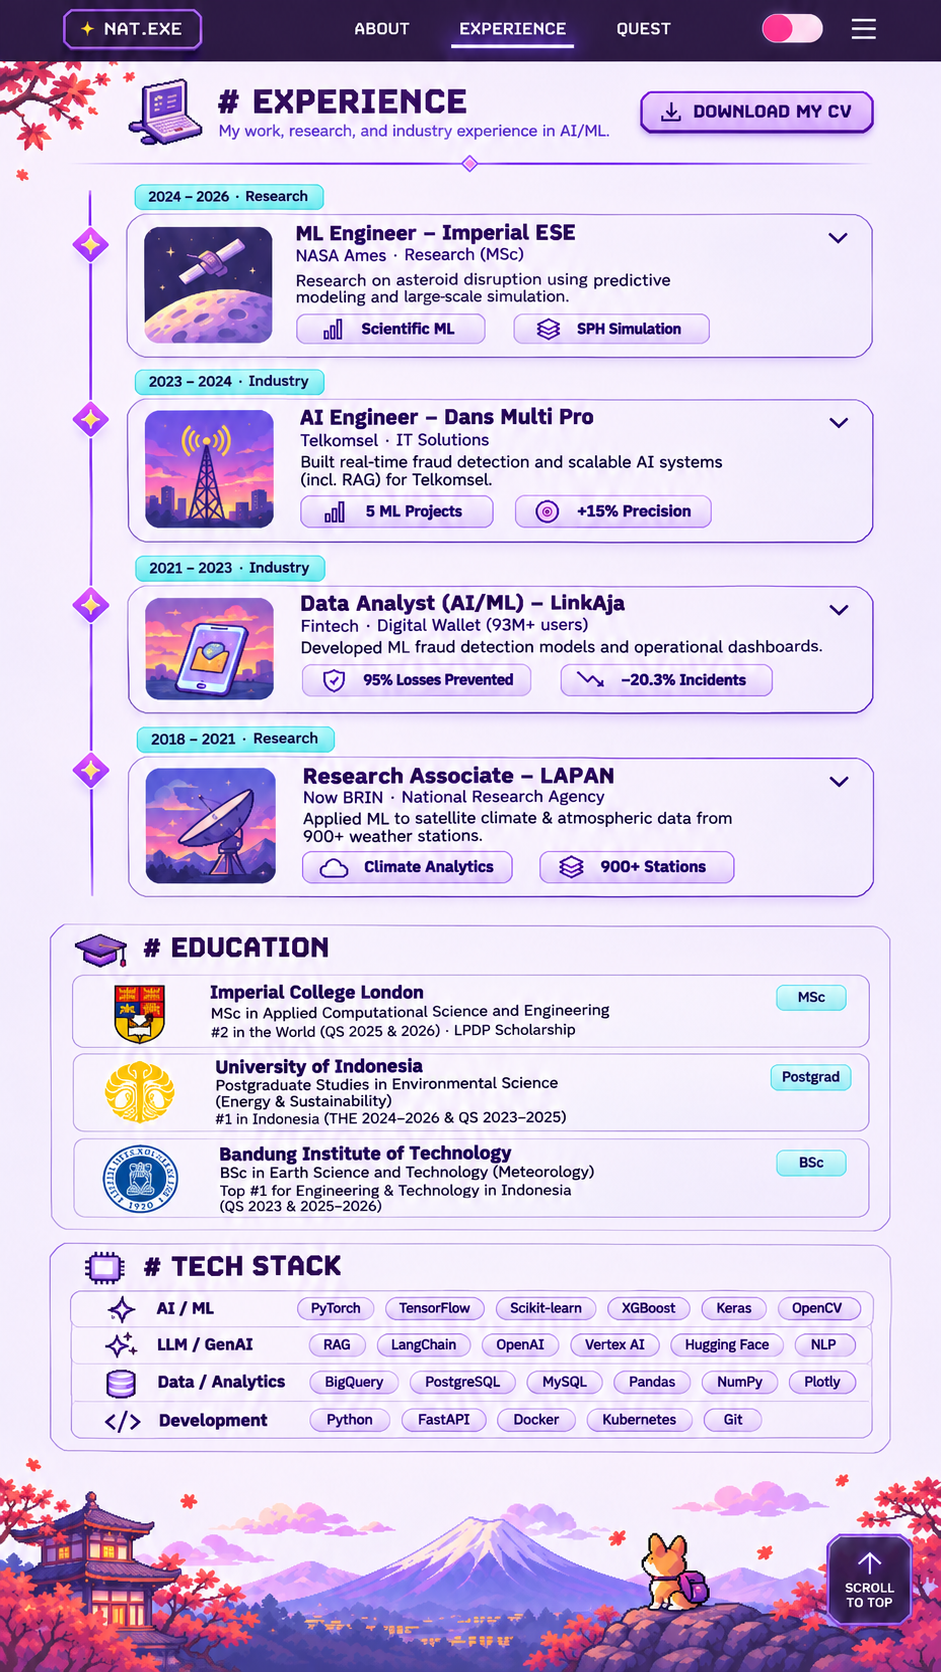 NAT.EXE
ABOUT
EXPERIENCE
QUEST
# EXPERIENCE
My work, research, and industry experience in AI/ML.
DOWNLOAD MY CV
2024 – 2026 · Research
ML Engineer – Imperial ESE
NASA Ames · Research (MSc)
Research on asteroid disruption using predictive
modeling and large-scale simulation.
Scientific ML
SPH Simulation
2023 – 2024 · Industry
AI Engineer – Dans Multi Pro
Telkomsel · IT Solutions
Built real-time fraud detection and scalable AI systems
(incl. RAG) for Telkomsel.
5 ML Projects
+15% Precision
2021 – 2023 · Industry
Data Analyst (AI/ML) – LinkAja
Fintech · Digital Wallet (93M+ users)
Developed ML fraud detection models and operational dashboards.
95% Losses Prevented
–20.3% Incidents
2018 – 2021 · Research
Research Associate – LAPAN
Now BRIN · National Research Agency
Applied ML to satellite climate & atmospheric data from
900+ weather stations.
Climate Analytics
900+ Stations
# EDUCATION
Imperial College London
MSc in Applied Computational Science and Engineering
#2 in the World (QS 2025 & 2026) · LPDP Scholarship
MSc
University of Indonesia
Postgraduate Studies in Environmental Science
(Energy & Sustainability)
#1 in Indonesia (THE 2024–2026 & QS 2023–2025)
Postgrad
Bandung Institute of Technology
BSc in Earth Science and Technology (Meteorology)
Top #1 for Engineering & Technology in Indonesia
(QS 2023 & 2025–2026)
BSc
1920
# TECH STACK
AI / ML
PyTorch
TensorFlow
Scikit-learn
XGBoost
Keras
OpenCV
LLM / GenAI
RAG
LangChain
OpenAI
Vertex AI
Hugging Face
NLP
Data / Analytics
BigQuery
PostgreSQL
MySQL
Pandas
NumPy
Plotly
Development
Python
FastAPI
Docker
Kubernetes
Git
SCROLL
TO TOP